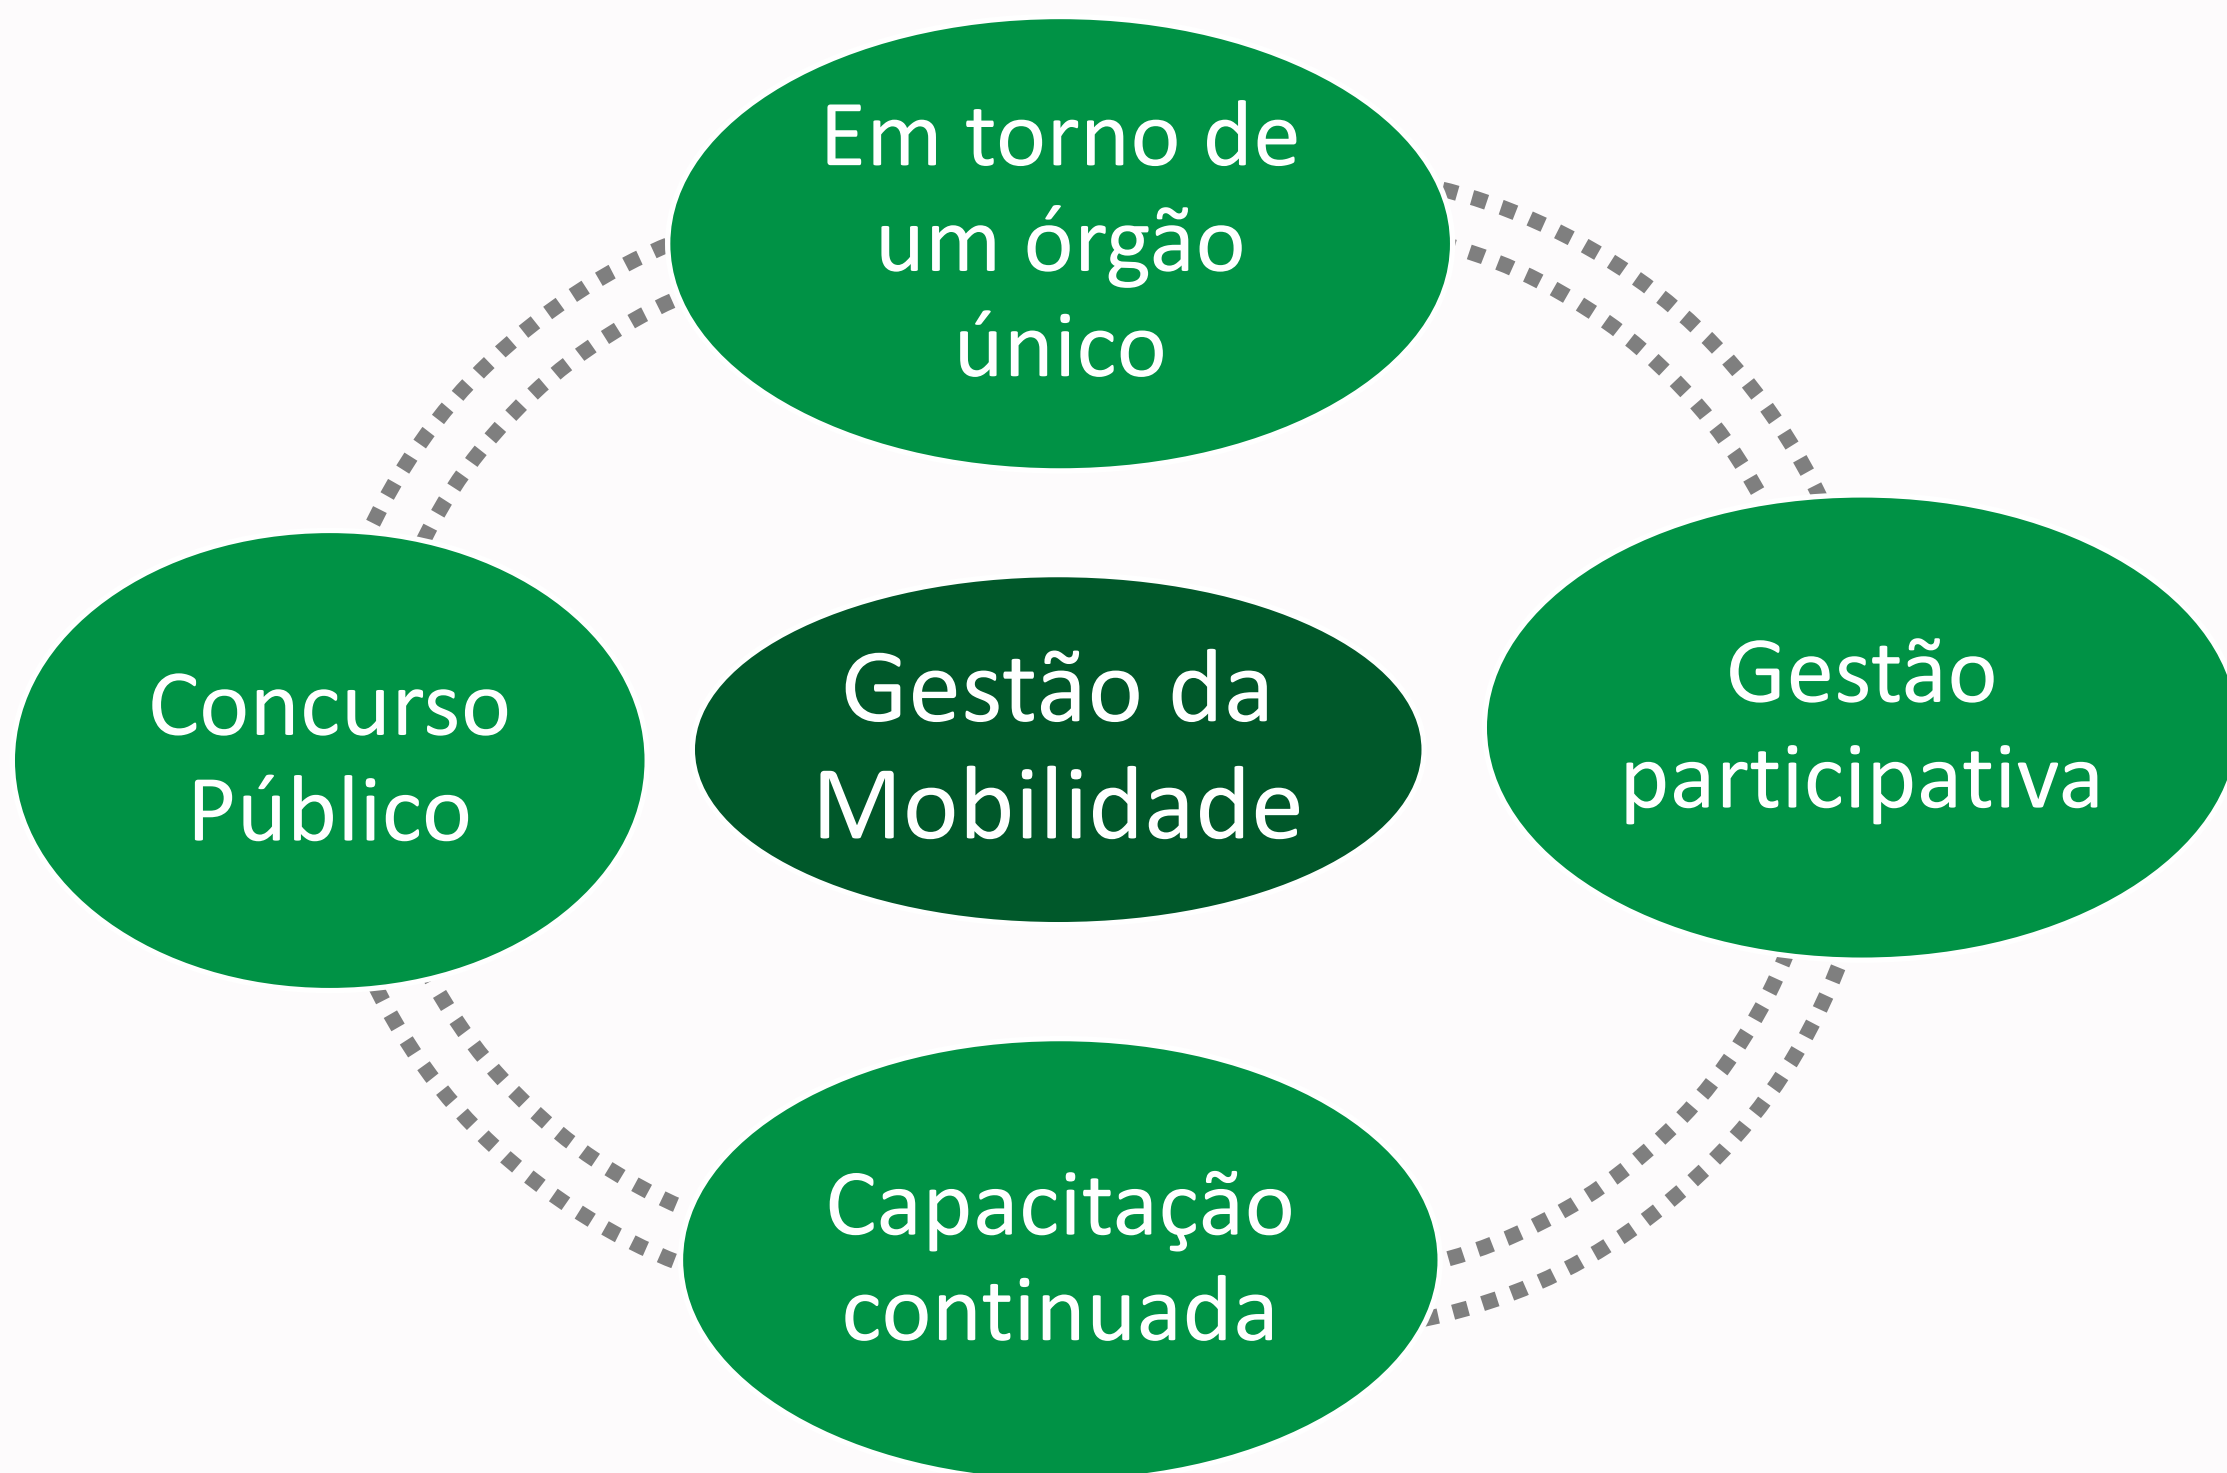 Em torno de
um órgão
único
Concurso
Público
Gestão da
Mobilidade
Gestão
participativa
Capacitação
continuada